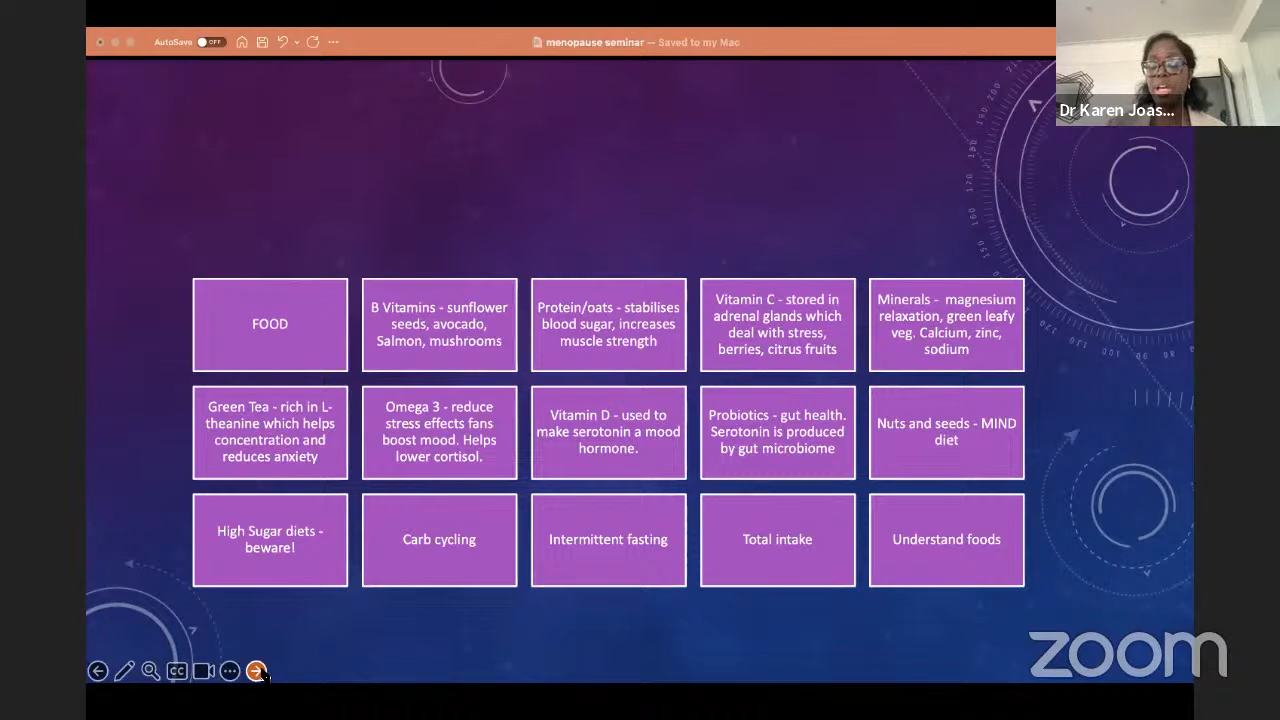 AutoSave OFF
menopause seminar — Saved to my Mac
Dr Karen Joas...
FOOD
B Vitamins - sunflower
seeds, avocado,
Salmon, mushrooms
Protein/oats - stabilises
blood sugar, increases
muscle strength
Vitamin C - stored in
adrenal glands which
deal with stress,
berries, citrus fruits
Minerals - magnesium
relaxation, green leafy
veg. Calcium, zinc,
sodium
Green Tea - rich in L-
theanine which helps
concentration and
reduces anxiety
Omega 3 - reduce
stress effects fans
boost mood. Helps
lower cortisol.
Vitamin D - used to
make serotonin a mood
hormone.
Probiotics - gut health.
Serotonin is produced
by gut microbiome
Nuts and seeds - MIND
diet
High Sugar diets -
beware!
Carb cycling
Intermittent fasting
Total intake
Understand foods
CC
zoom